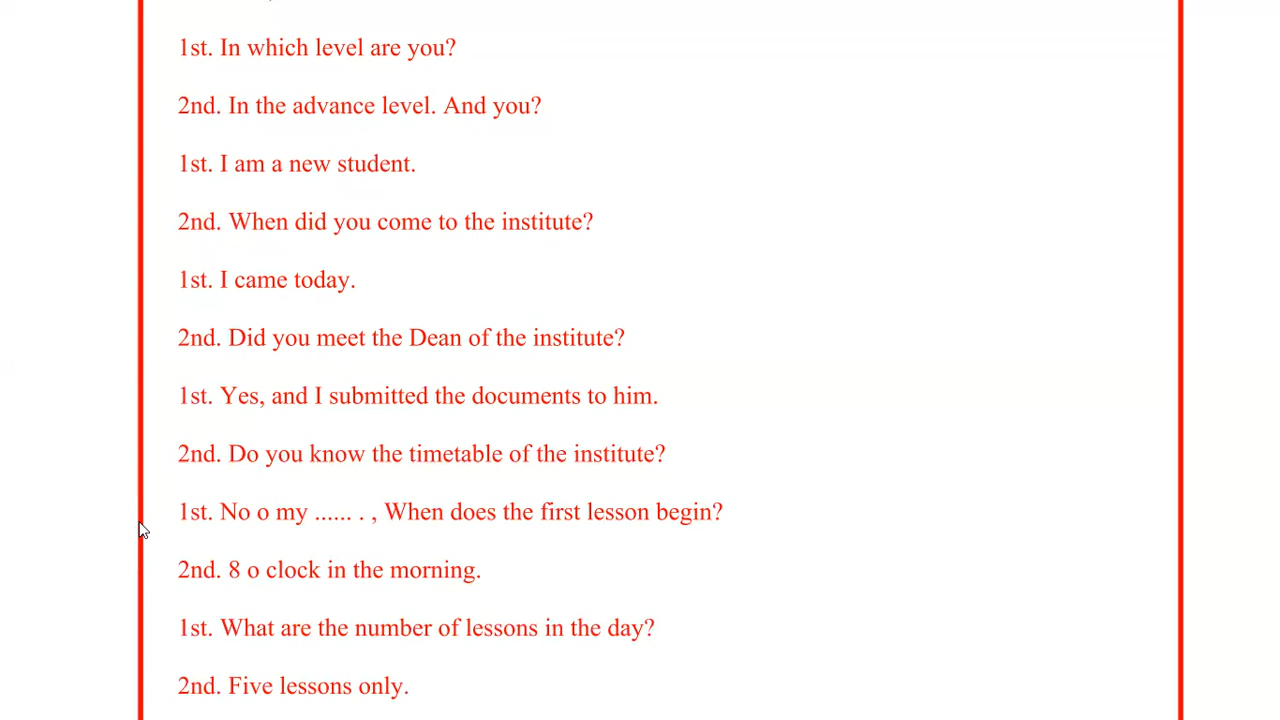 1st. In which level are you?
2nd. In the advance level. And you?
1st. I am a new student.
2nd. When did you come to the institute?
1st. I came today.
2nd. Did you meet the Dean of the institute?
1st. Yes, and I submitted the documents to him.
2nd. Do you know the timetable of the institute?
1st. No o my ...... . , When does the first lesson begin?
2nd. 8 o clock in the morning.
1st. What are the number of lessons in the day?
2nd. Five lessons only.